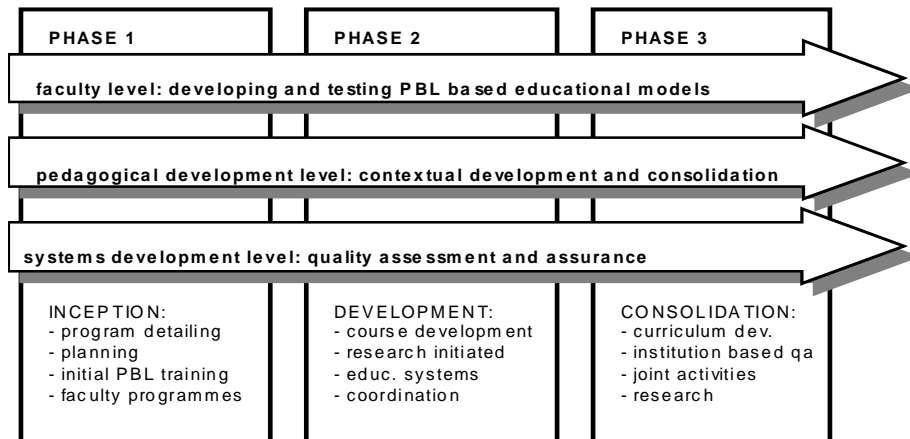 PHASE 1
PHASE 2
PHASE 3
faculty level: developing and testing PBL based educational models
pedagogical development level: contextual development and consolidation
systems development level: quality assessment and assurance
INCEPTION:
- program detailing
- planning
- initial PBL training
- faculty programmes
DEVELOPMENT:
- course development
- research initiated
- educ. systems
- coordination
CONSOLIDATION:
- curriculum dev.
- institution based qa
- joint activities
- research